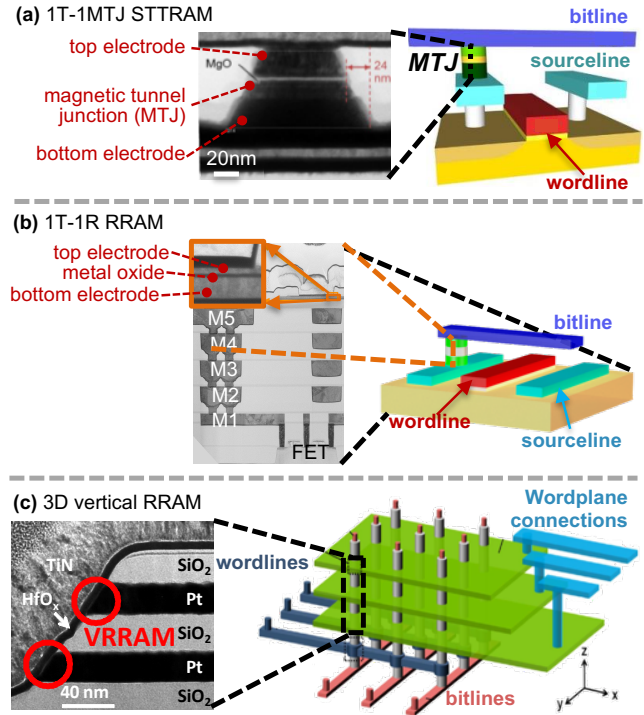 (a) 1T-1MTJ STTRAM
top electrode
MgO
magnetic tunnel
junction (MTJ)
bottom electrode
20nm
24
nm
MTJ
bitline
sourceline
wordline
(b) 1T-1R RRAM
top electrode
metal oxide
bottom electrode
M5
M4
M3
M2
M1
FET
bitline
wordline
sourceline
(c) 3D vertical RRAM
TiN
HfOₓ
SiO₂
Pt
SiO₂
Pt
SiO₂
VRRAM
40 nm
Wordplane
connections
wordlines
bitlines
z
y
x